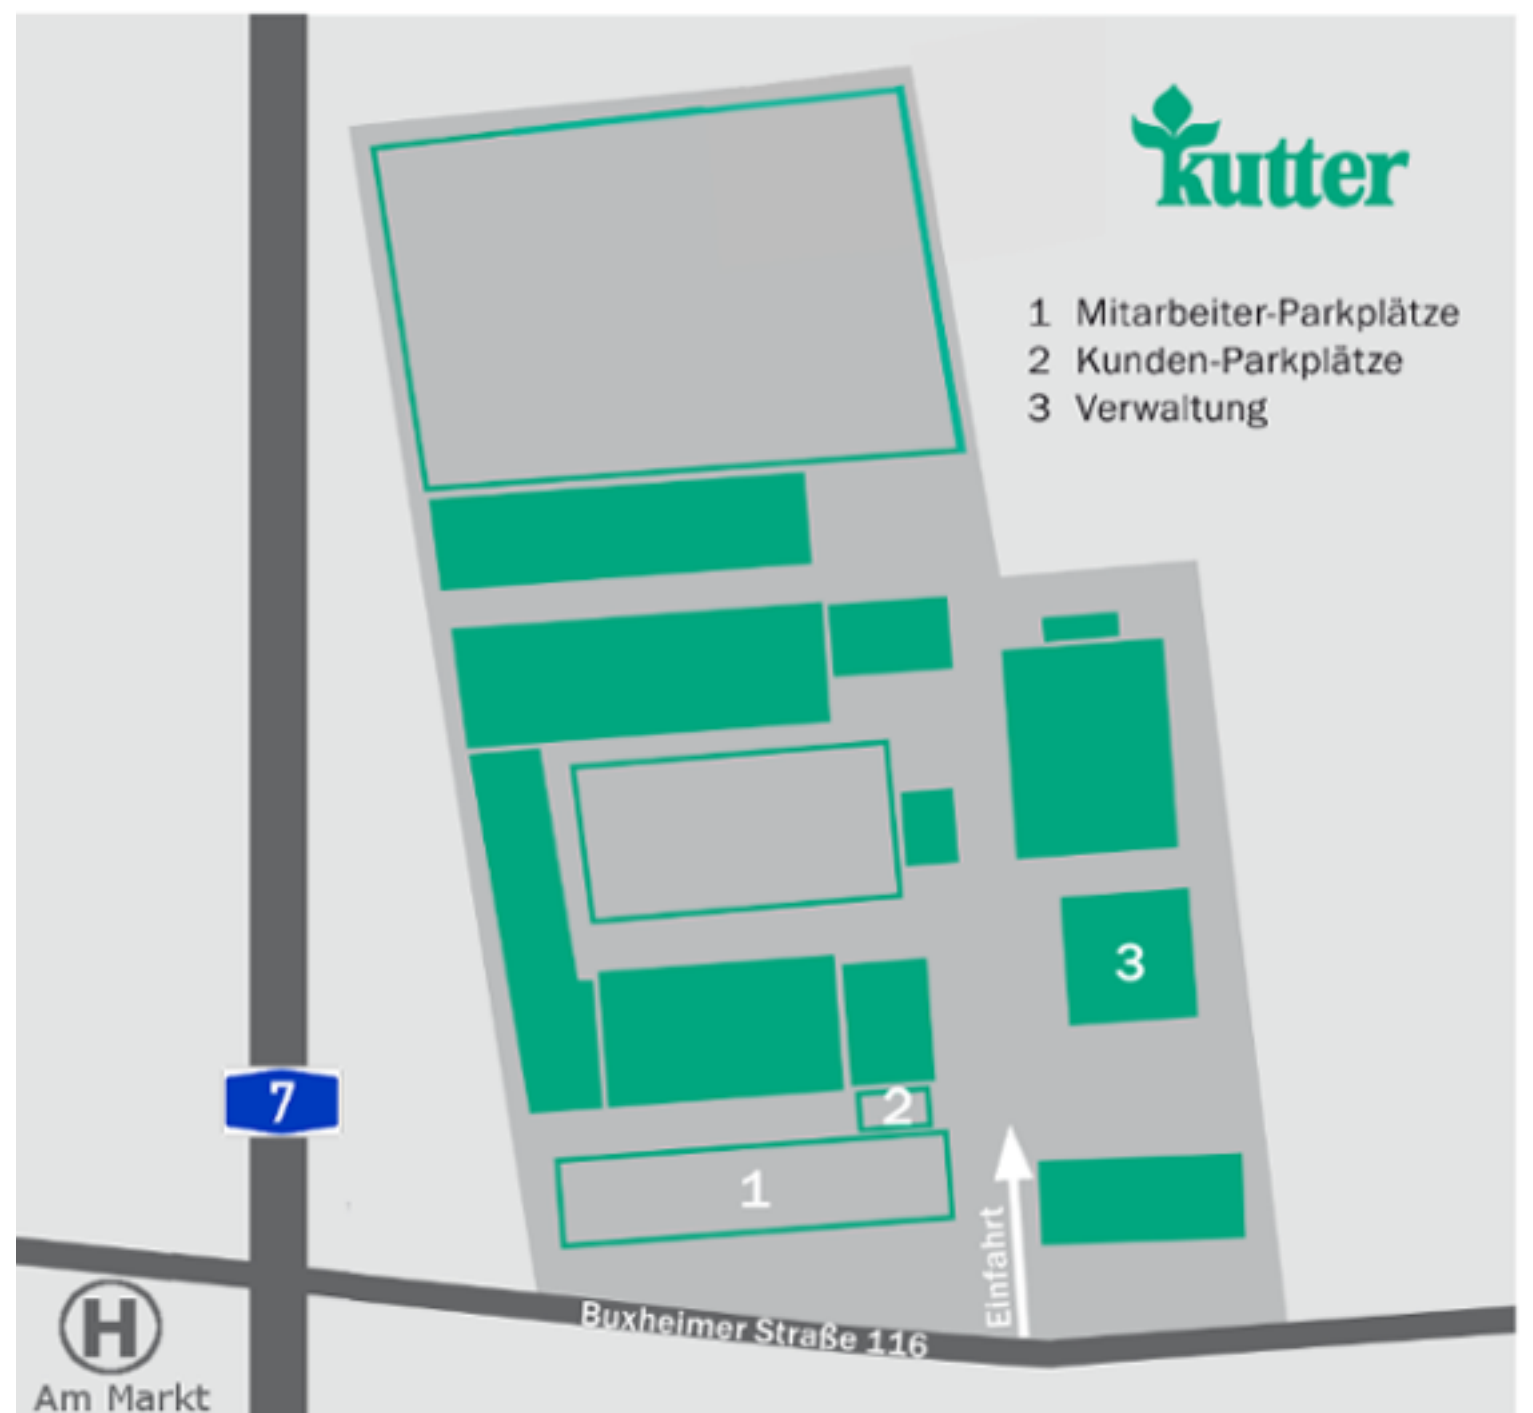 kutter
1 Mitarbeiter-Parkplätze
2 Kunden-Parkplätze
3 Verwaltung
3
7
2
1
Einfahrt
Buxheimer Straße 116
H
Am Markt